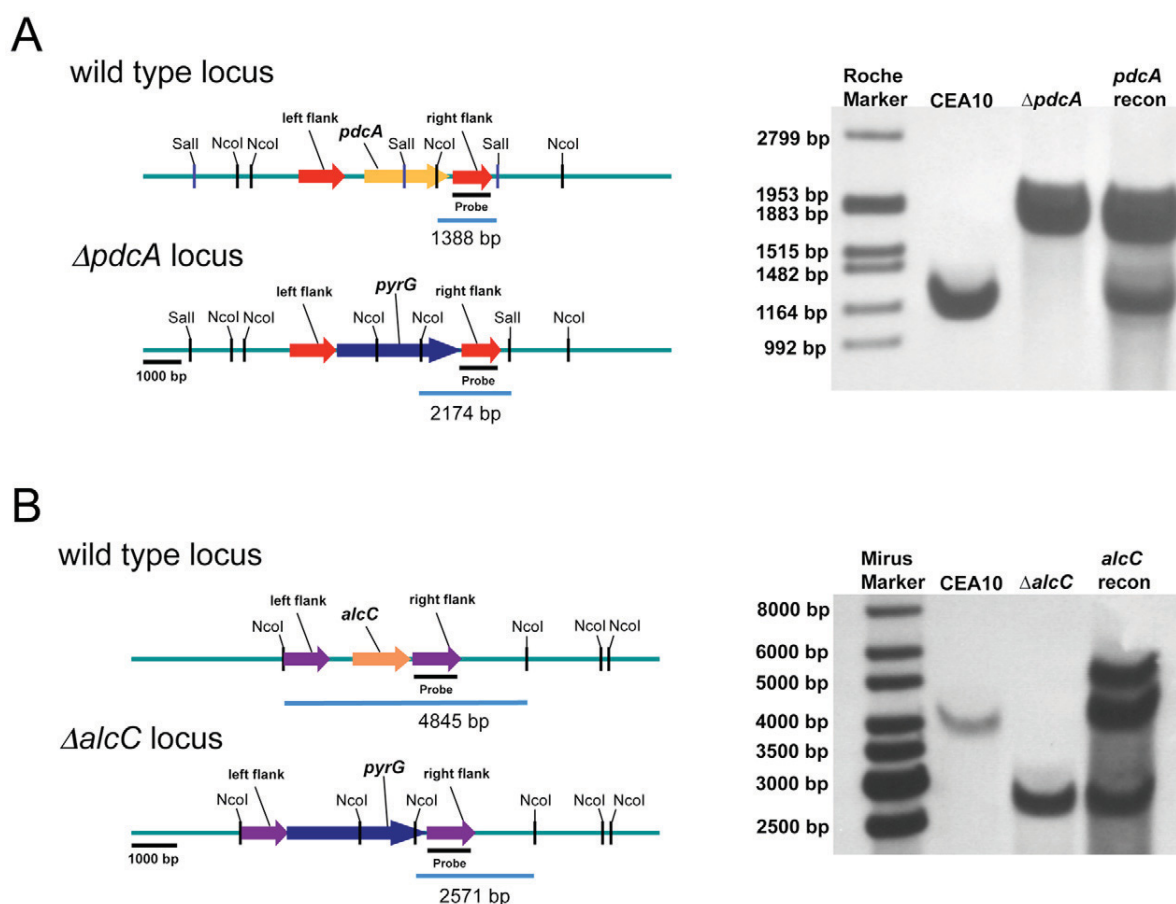 A
wild type locus
left flank
pdcA
right flank
SalI
NcoI
NcoI
SalI
NcoI
SalI
NcoI
Probe
1388 bp
ΔpdcA locus
left flank
pyrG
right flank
SalI
NcoI
NcoI
NcoI
NcoI
SalI
NcoI
1000 bp
Probe
2174 bp
Roche
Marker
CEA10
ΔpdcA
pdcA
recon
2799 bp
1953 bp
1883 bp
1515 bp
1482 bp
1164 bp
992 bp
B
wild type locus
left flank
alcC
right flank
NcoI
NcoI
NcoI
NcoI
Probe
4845 bp
ΔalcC locus
left flank
pyrG
right flank
NcoI
NcoI
NcoI
NcoI
NcoI
NcoI
1000 bp
Probe
2571 bp
Mirus
Marker
CEA10
ΔalcC
alcC
recon
8000 bp
6000 bp
5000 bp
4000 bp
3500 bp
3000 bp
2500 bp